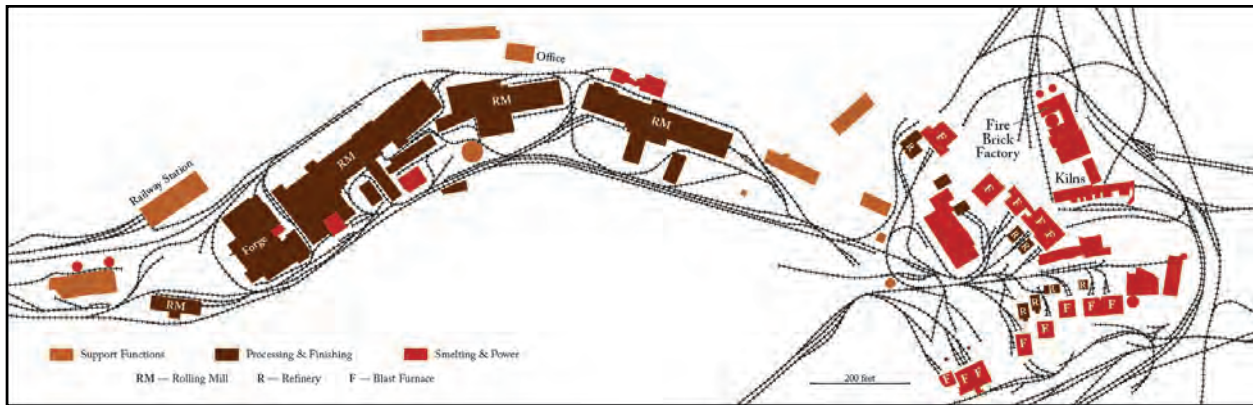 Office
RM
RM
RM
Railway Station
Forge
RM
R
F
Fire
Brick
Factory
Kilns
F
F
F
F
R
R
R
R
R
R
F
F
F
F
F
F
F
F
Support Functions
Processing & Finishing
Smelting & Power
RM — Rolling Mill
R — Refinery
F — Blast Furnace
200 feet